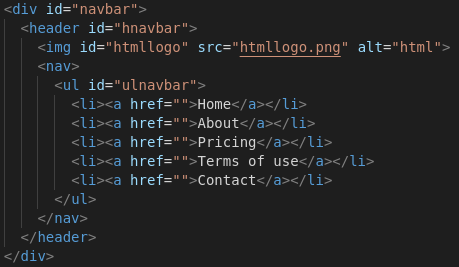 <div id="navbar">
  <header id="hnavbar">
    <img id="htmllogo" src="htmllogo.png" alt="html">
    <nav>
      <ul id="ulnavbar">
        <li><a href="">Home</a></li>
        <li><a href="">About</a></li>
        <li><a href="">Pricing</a></li>
        <li><a href="">Terms of use</a></li>
        <li><a href="">Contact</a></li>
      </ul>
    </nav>
  </header>
</div>